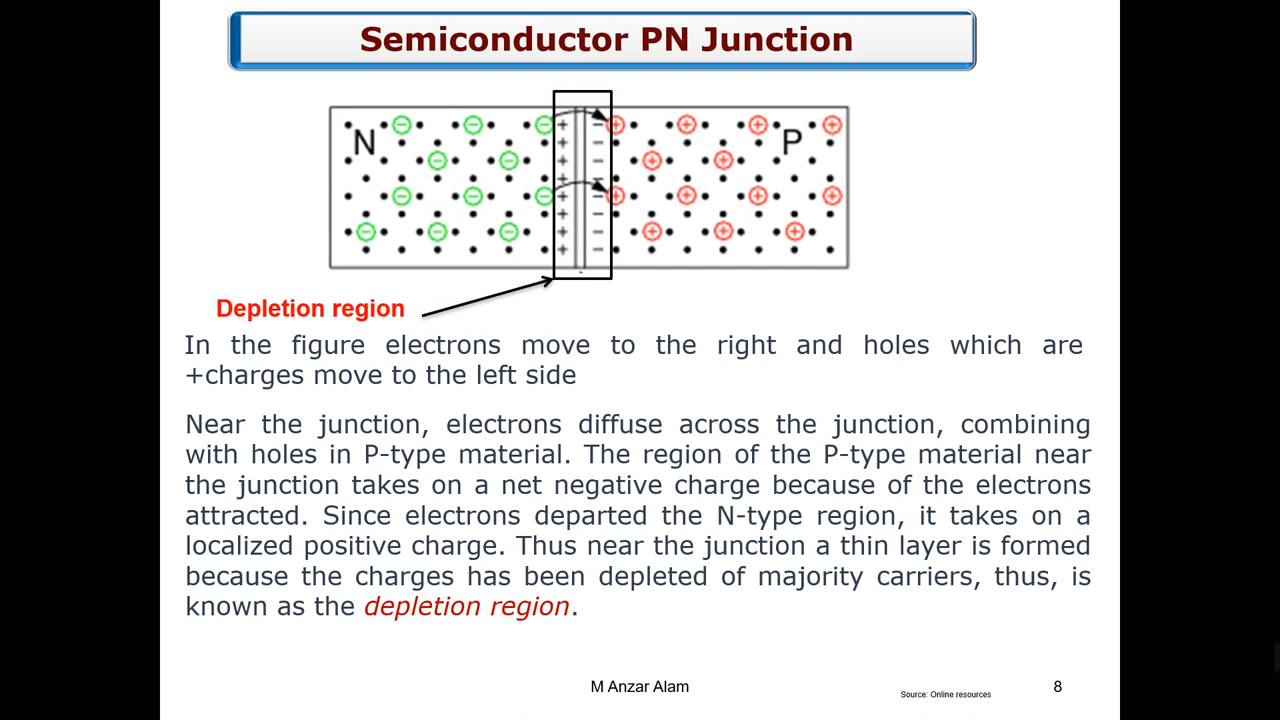 Semiconductor PN Junction
N
P
Depletion region
In the figure electrons move to the right and holes which are
+charges move to the left side
Near the junction, electrons diffuse across the junction, combining
with holes in P-type material. The region of the P-type material near
the junction takes on a net negative charge because of the electrons
attracted. Since electrons departed the N-type region, it takes on a
localized positive charge. Thus near the junction a thin layer is formed
because the charges has been depleted of majority carriers, thus, is
known as the depletion region.
M Anzar Alam
Source: Online resources
8